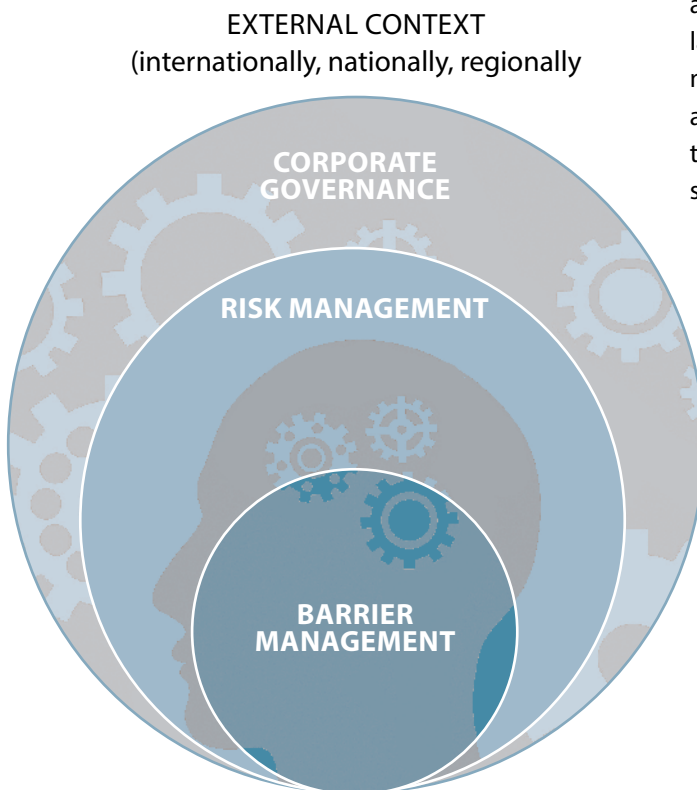 EXTERNAL CONTEXT
(internationally, nationally, regionally
CORPORATE
GOVERNANCE
RISK MANAGEMENT
BARRIER
MANAGEMENT